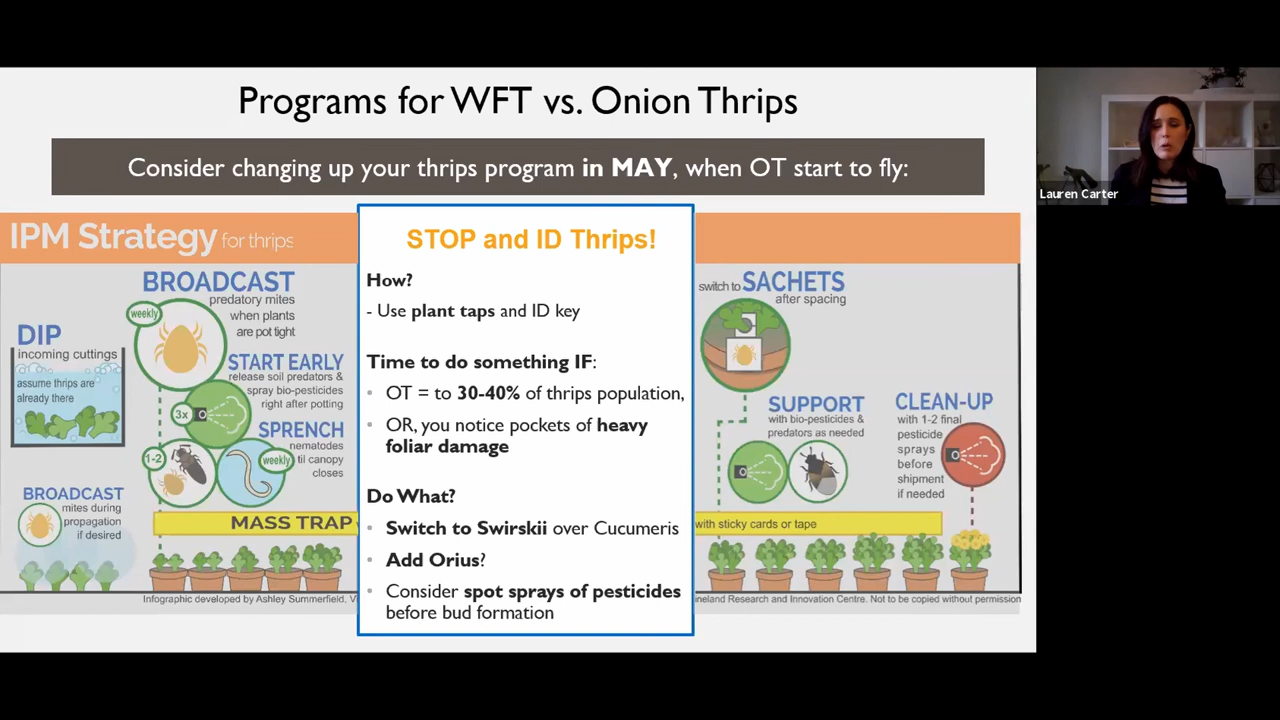 Programs for WFT vs. Onion Thrips
Consider changing up your thrips program in MAY, when OT start to fly:
IPM Strategy for thrips
DIP
incoming cuttings
assume thrips are
already there
BROADCAST
mites during
propagation
if desired
BROADCAST
predatory mites
when plants
are pot tight
weekly
START EARLY
release soil predators &
spray bio-pesticides
right after potting
3x
SPRENCH
nematodes
til canopy
closes
1-2
weekly
MASS TRAP
STOP and ID Thrips!
How?
- Use plant taps and ID key
Time to do something IF:
• OT = to 30-40% of thrips population,
• OR, you notice pockets of heavy
foliar damage
Do What?
• Switch to Swirskii over Cucumeris
• Add Orius?
• Consider spot sprays of pesticides
before bud formation
switch to SACHETS
after spacing
SUPPORT
with bio-pesticides &
predators as needed
CLEAN-UP
with 1-2 final
pesticide
sprays
before
shipment
if needed
with sticky cards or tape
Infographic developed by Ashley Summerfield, V
neland Research and Innovation Centre. Not to be copied without permission
Lauren Carter